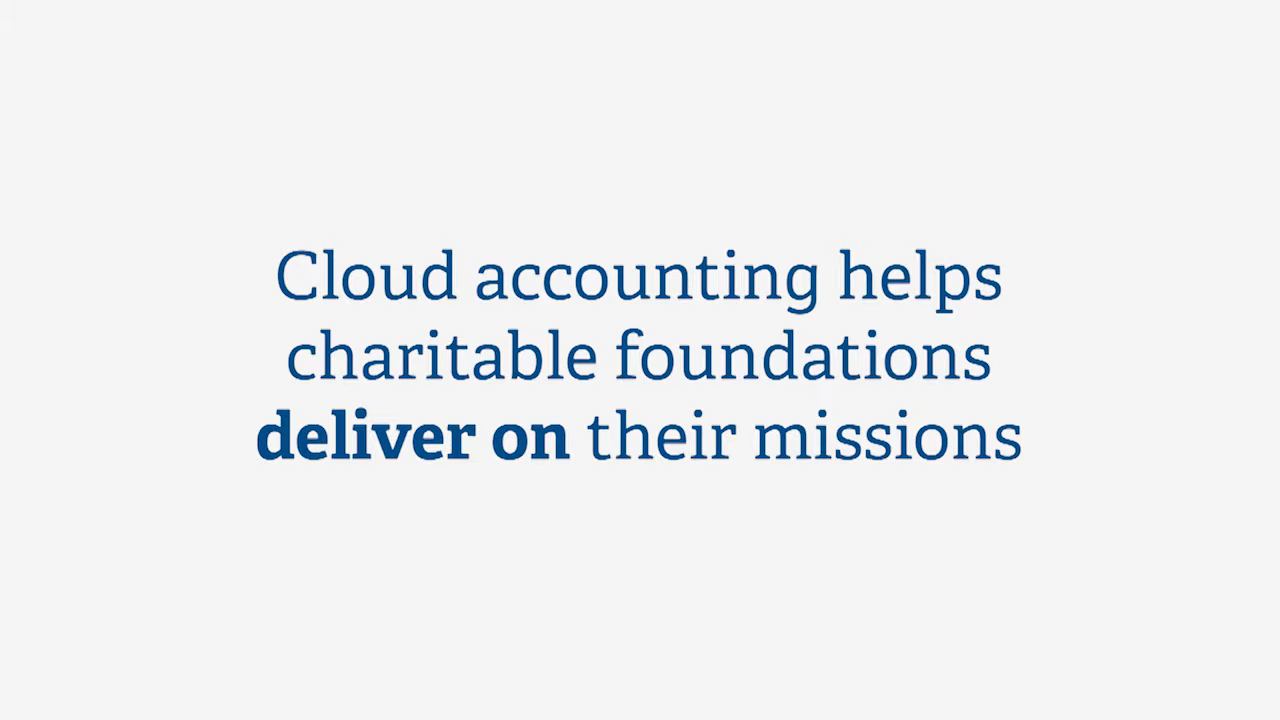 Cloud accounting helps
charitable foundations
deliver on their missions